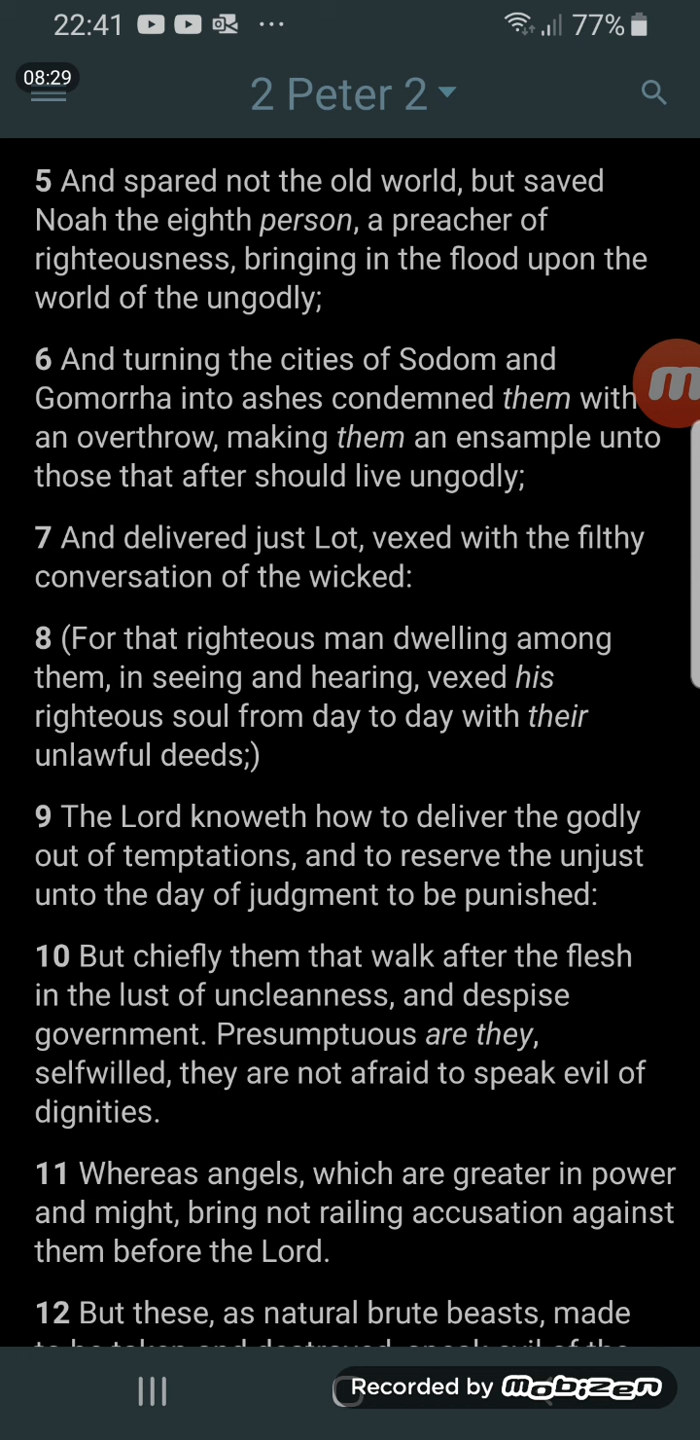 22:41 77%
08:29
2 Peter 2
5 And spared not the old world, but saved
Noah the eighth person, a preacher of
righteousness, bringing in the flood upon the
world of the ungodly;
6 And turning the cities of Sodom and
Gomorrha into ashes condemned them with
an overthrow, making them an ensample unto
those that after should live ungodly;
7 And delivered just Lot, vexed with the filthy
conversation of the wicked:
8 (For that righteous man dwelling among
them, in seeing and hearing, vexed his
righteous soul from day to day with their
unlawful deeds;)
9 The Lord knoweth how to deliver the godly
out of temptations, and to reserve the unjust
unto the day of judgment to be punished:
10 But chiefly them that walk after the flesh
in the lust of uncleanness, and despise
government. Presumptuous are they,
selfwilled, they are not afraid to speak evil of
dignities.
11 Whereas angels, which are greater in power
and might, bring not railing accusation against
them before the Lord.
12 But these, as natural brute beasts, made
Recorded by Mobizen